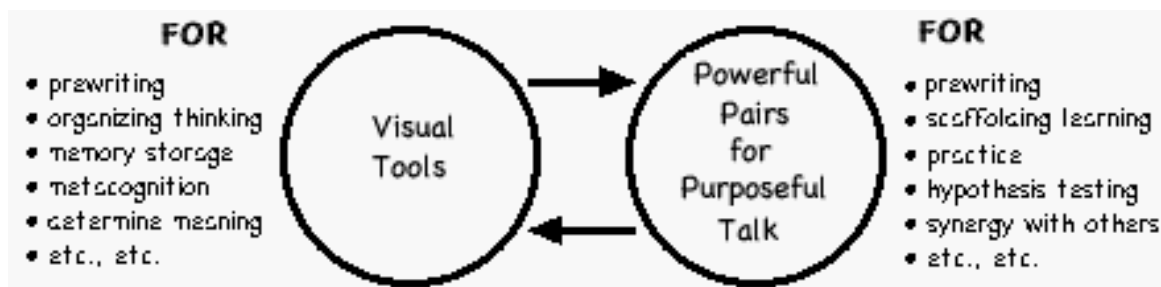 FOR
• prewriting
• organizing thinking
• memory storage
• metacognition
• determine meaning
• etc., etc.
Visual
Tools
Powerful
Pairs
for
Purposeful
Talk
FOR
• prewriting
• scaffolding learning
• practice
• hypothesis testing
• synergy with others
• etc., etc.